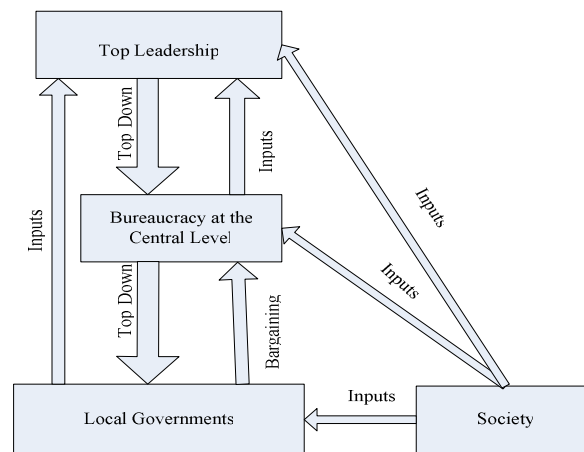 Top Leadership
Top Down
Inputs
Inputs
Inputs
Bureaucracy at the
Central Level
Inputs
Top Down
Bargaining
Inputs
Local Governments
Society